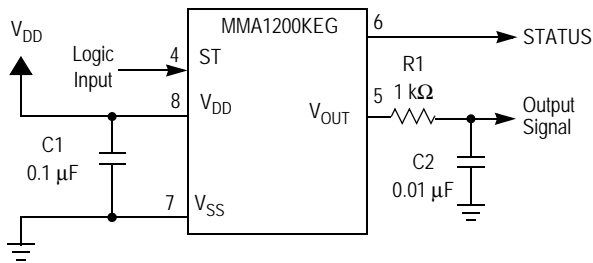 MMA1200KEG
V_DD
6
STATUS
Logic
Input
4
ST
R1
1 kΩ
8
V_DD
5
V_OUT
Output
Signal
C1
0.1 μF
C2
0.01 μF
7
V_SS